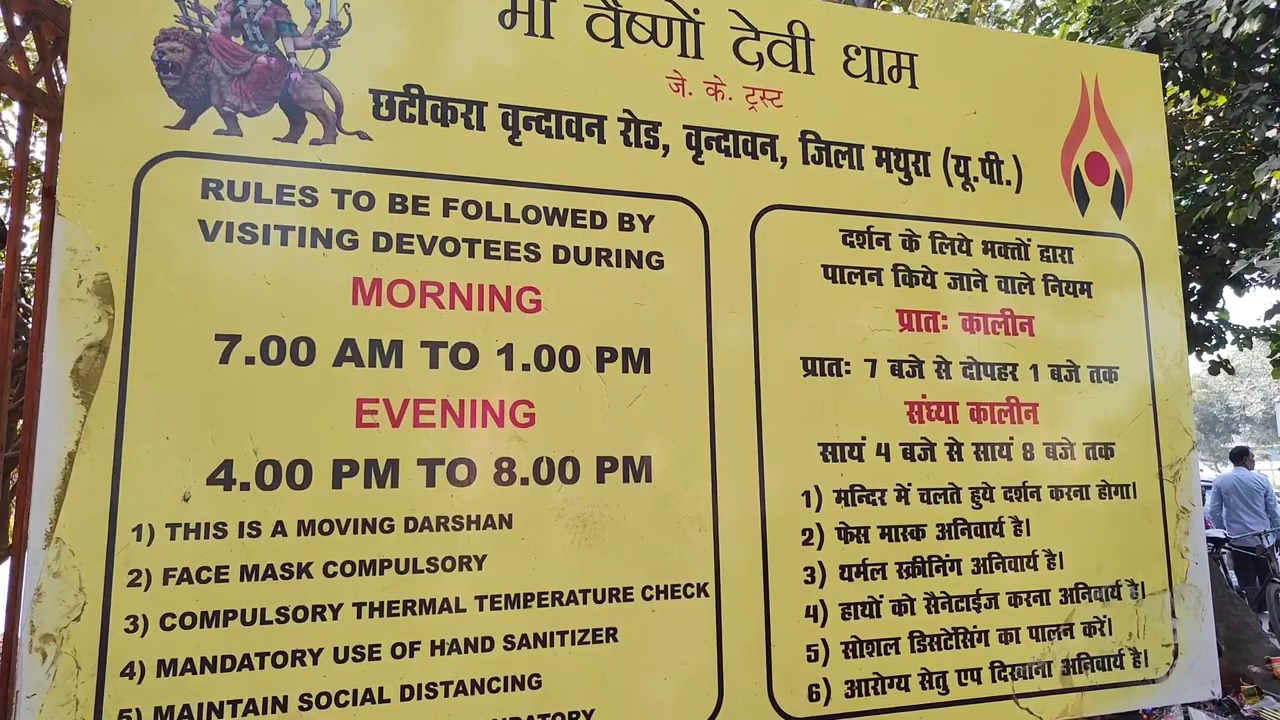 माँ वैष्णों देवी धाम
जे. के. ट्रस्ट
छटीकरा वृन्दावन रोड, वृन्दावन, जिला मथुरा (यू.पी.)
RULES TO BE FOLLOWED BY
VISITING DEVOTEES DURING
MORNING
7.00 AM TO 1.00 PM
EVENING
4.00 PM TO 8.00 PM
1) THIS IS A MOVING DARSHAN
2) FACE MASK COMPULSORY
3) COMPULSORY THERMAL TEMPERATURE CHECK
4) MANDATORY USE OF HAND SANITIZER
5) MAINTAIN SOCIAL DISTANCING
दर्शन के लिये भक्तों द्वारा
पालन किये जाने वाले नियम
प्रातः कालीन
प्रातः 7 बजे से दोपहर 1 बजे तक
संध्या कालीन
सायं 4 बजे से सायं 8 बजे तक
1) मन्दिर में चलते हुये दर्शन करना होगा।
2) फेस मास्क अनिवार्य है।
3) थर्मल स्क्रीनिंग अनिवार्य है।
4) हाथों को सैनेटाईज करना अनिवार्य है।
5) सोशल डिसटेंसिंग का पालन करें।
6) आरोग्य सेतु एप दिखाना अनिवार्य है।